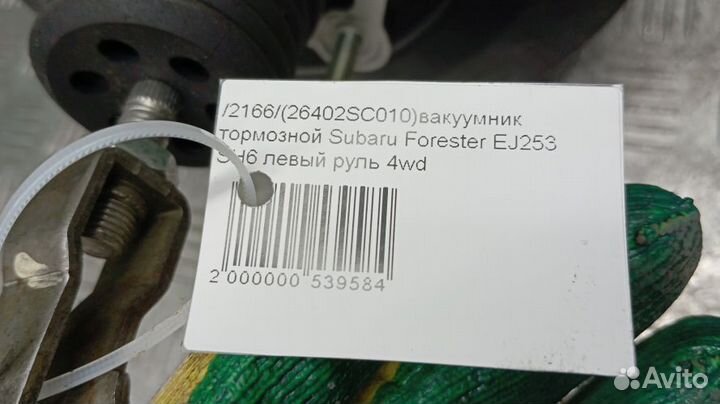 /2166/(26402SC010)вакуумник
тормозной Subaru Forester EJ253
SH6 левый руль 4wd
2 000000 539584
Avito